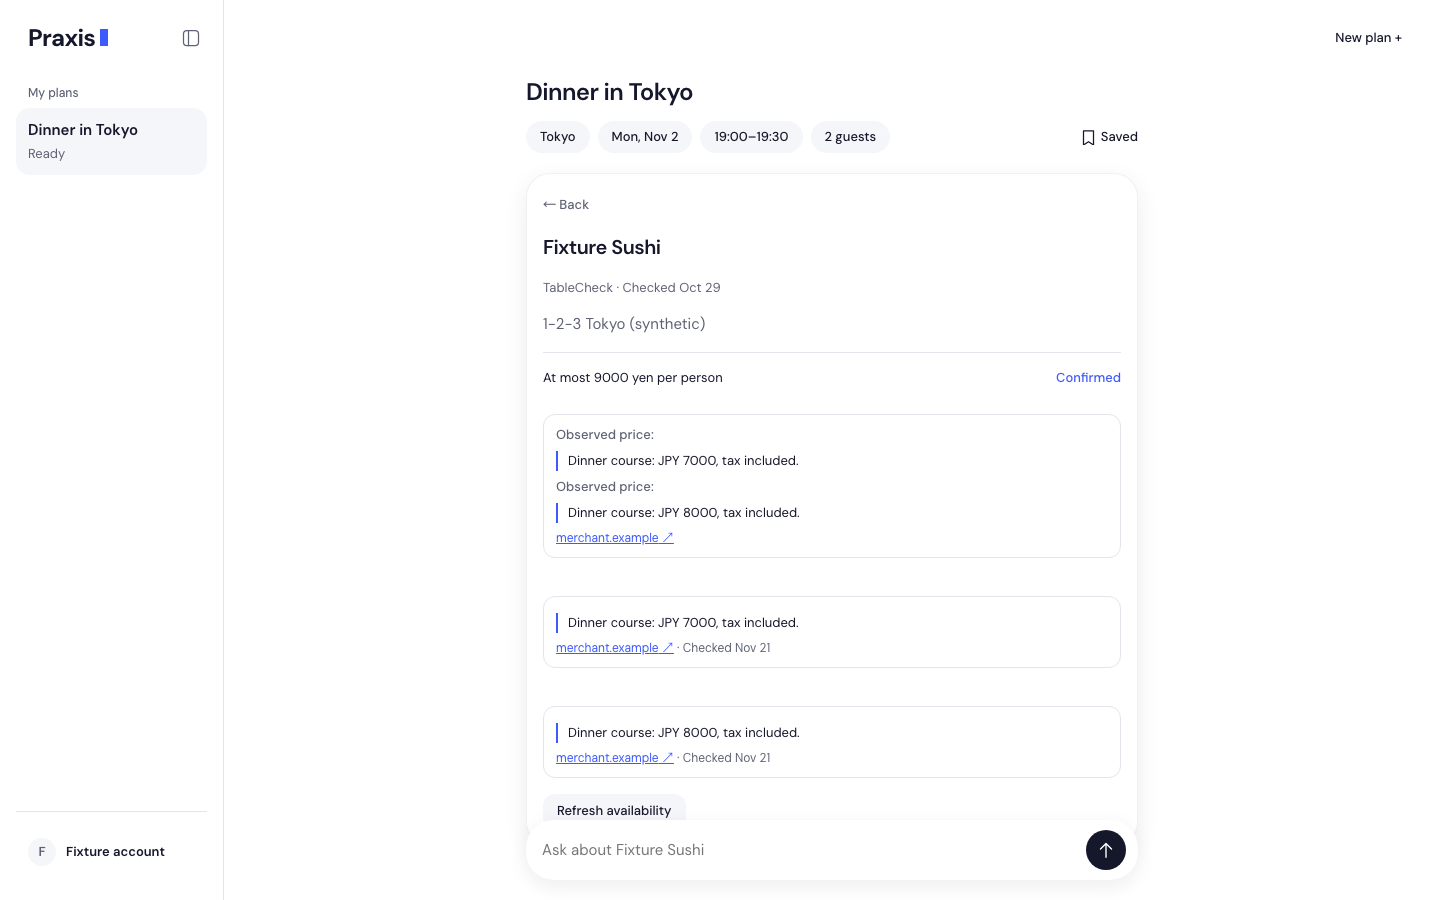 Praxis
New plan +
My plans
Dinner in Tokyo
Ready
Dinner in Tokyo
Tokyo
Mon, Nov 2
19:00–19:30
2 guests
Saved
← Back
Fixture Sushi
TableCheck · Checked Oct 29
1-2-3 Tokyo (synthetic)
At most 9000 yen per person
Confirmed
Observed price:
Dinner course: JPY 7000, tax included.
Observed price:
Dinner course: JPY 8000, tax included.
merchant.example ↗
Dinner course: JPY 7000, tax included.
merchant.example ↗ · Checked Nov 21
Dinner course: JPY 8000, tax included.
merchant.example ↗ · Checked Nov 21
Refresh availability
Ask about Fixture Sushi
F
Fixture account